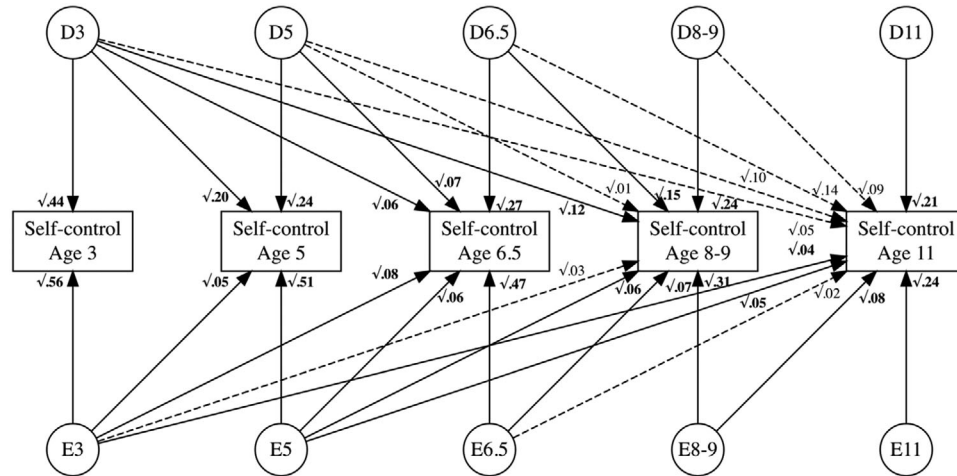 D3 D5 D6.5 D8-9 D11
√.01 √.10 √.14 √.09
√.07
√.44 √.20 √.24 √.06 √.27 √.12 √.15 √.24 √.05 √.21
Self-control Self-control Self-control Self-control Self-control
Age 3 Age 5 Age 6.5 Age 8-9 Age 11
√.04
√.56 √.05 √.51 √.08 √.06 √.47 √.03 √.06 √.07 √.31 √.05 √.02 √.08 √.24
E3 E5 E6.5 E8-9 E11